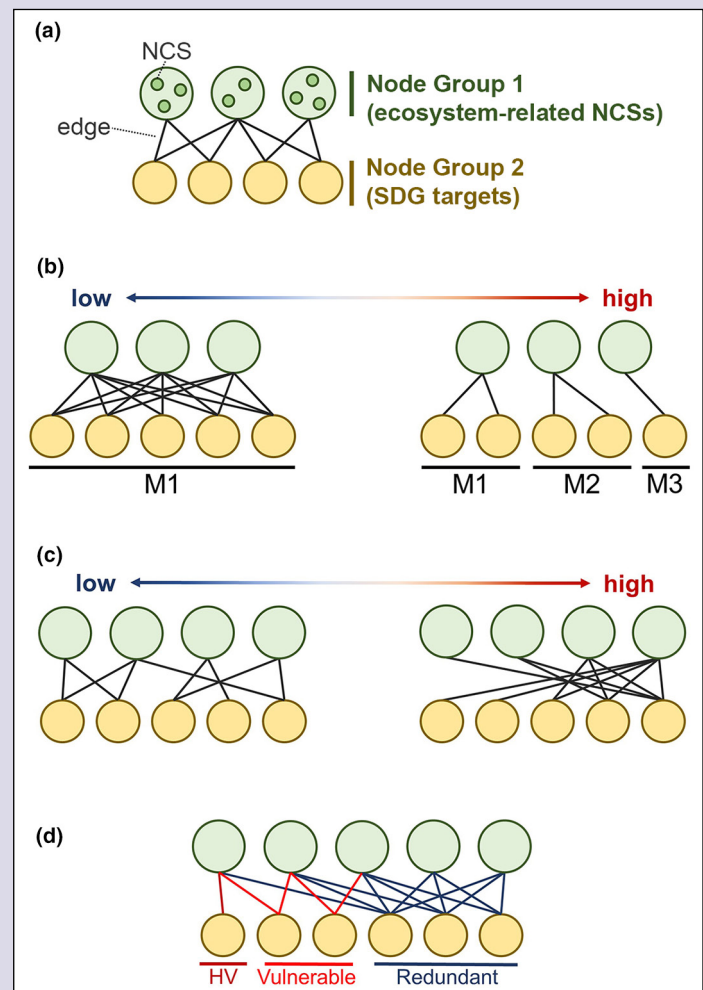 (a)
NCS
edge
Node Group 1
(ecosystem-related NCSs)
Node Group 2
(SDG targets)
(b)
low high
M1 M1 M2 M3
(c)
low high
(d)
HV Vulnerable Redundant